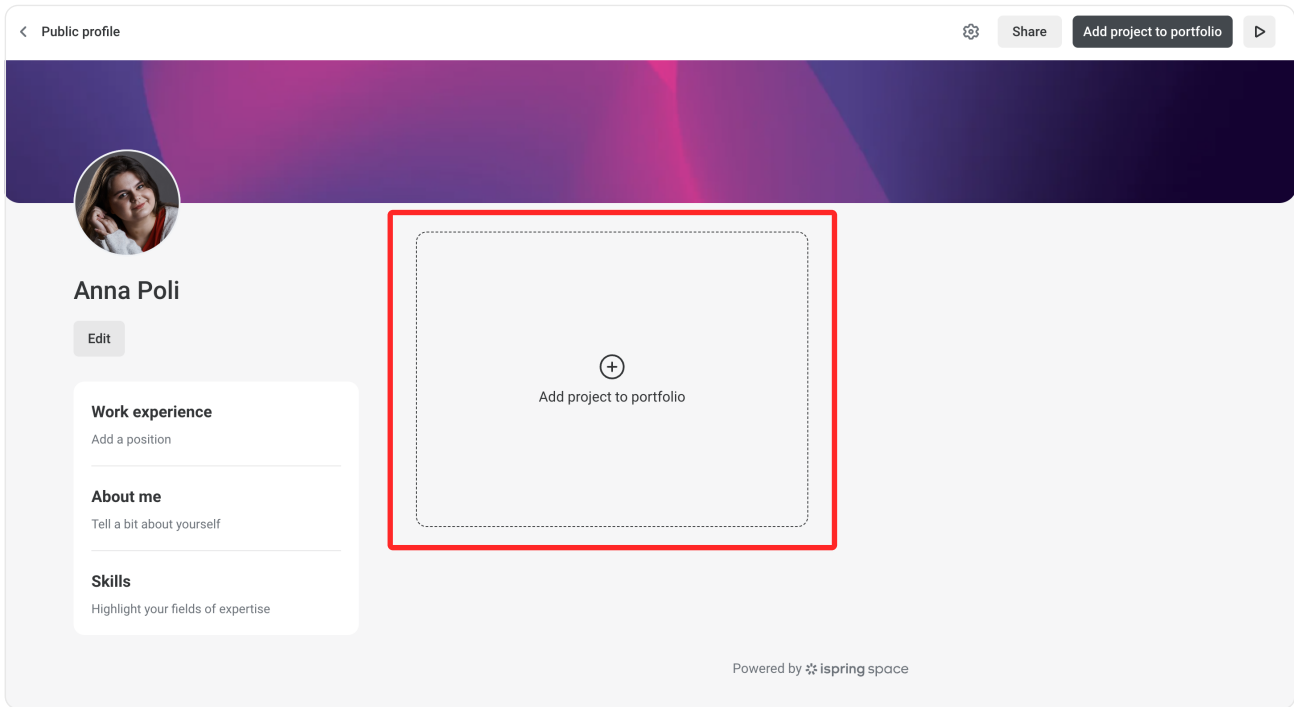 Public profile
Share
Add project to portfolio
Anna Poli
Edit
Work experience
Add a position
About me
Tell a bit about yourself
Skills
Highlight your fields of expertise
Add project to portfolio
Powered by ispring space